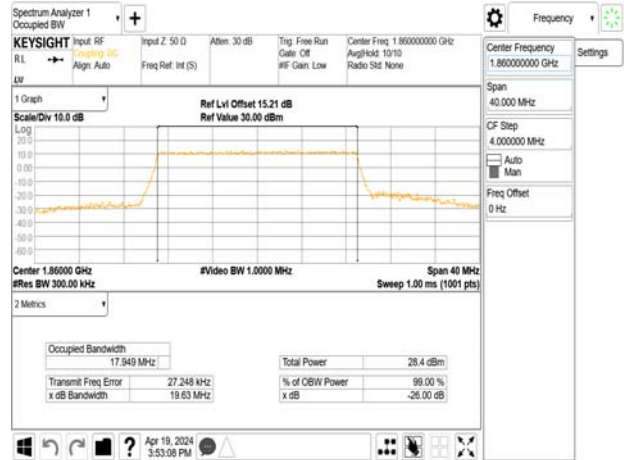 Spectrum Analyzer 1
Occupied BW
+
Frequency
KEYSIGHT
Input: RF
Input Z: 50 Ω
Atten: 30 dB
Trig: Free Run
Center Freq: 1.860000000 GHz
RL
Coupling: DC
Gate: Off
Avg|Hold: 10/10
Align: Auto
Freq Ref: Int (S)
#IF Gain: Low
Radio Std: None
Center Frequency
1.860000000 GHz
Settings
Span
40.000 MHz
CF Step
4.000000 MHz
Auto
Man
Freq Offset
0 Hz
1 Graph
Ref Lvl Offset 15.21 dB
Scale/Div 10.0 dB
Ref Value 30.00 dBm
Log
20.0
10.0
0.00
-10.0
-20.0
-30.0
-40.0
-50.0
-60.0
Center 1.86000 GHz
#Video BW 1.0000 MHz
Span 40 MHz
#Res BW 300.00 kHz
Sweep 1.00 ms (1001 pts)
2 Metrics
Occupied Bandwidth
17.949 MHz
Total Power
28.4 dBm
Transmit Freq Error
27.248 kHz
% of OBW Power
99.00 %
x dB Bandwidth
19.63 MHz
x dB
-26.00 dB
?
Apr 19, 2024
3:53:08 PM